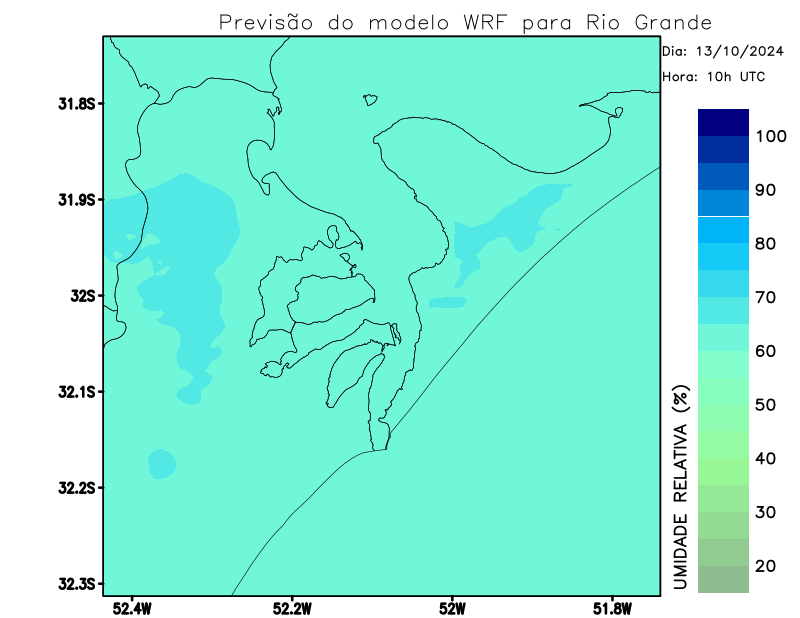 Previsão do modelo WRF para Rio Grande
Dia: 13/10/2024
Hora: 10h UTC
31.8S
31.9S
32S
32.1S
32.2S
32.3S
52.4W
52.2W
52W
51.8W
100
90
80
70
60
50
40
30
20
UMIDADE RELATIVA (%)